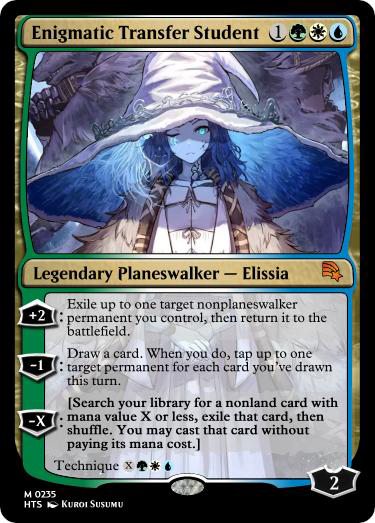 Enigmatic Transfer Student 1
Legendary Planeswalker — Elissia
+2: Exile up to one target nonplaneswalker
permanent you control, then return it to the
battlefield.
-1: Draw a card. When you do, tap up to one
target permanent for each card you've drawn
this turn.
-X: [Search your library for a nonland card with
mana value X or less, exile that card, then
shuffle. You may cast that card without
paying its mana cost.]
Technique X
2
M 0235
HTS Kuroi Susumu